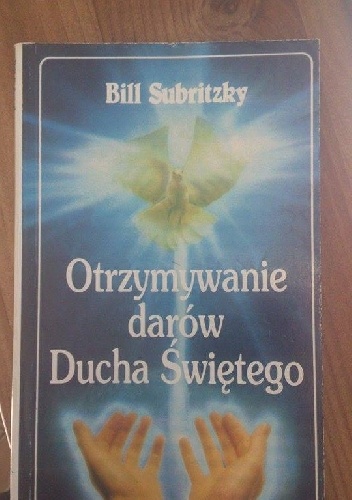 Bill Subritzky
Otrzymywanie
darów
Ducha Świętego